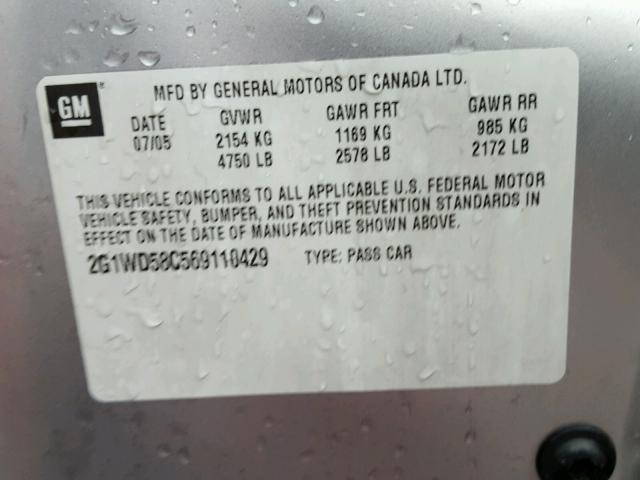 GM ®
MFD BY GENERAL MOTORS OF CANADA LTD.
DATE GVWR GAWR FRT GAWR RR
07/05 2154 KG 1169 KG 985 KG
4750 LB 2578 LB 2172 LB
THIS VEHICLE CONFORMS TO ALL APPLICABLE U.S. FEDERAL MOTOR
VEHICLE SAFETY, BUMPER, AND THEFT PREVENTION STANDARDS IN
EFFECT ON THE DATE OF MANUFACTURE SHOWN ABOVE.
2G1WD58C569110429 TYPE: PASS CAR